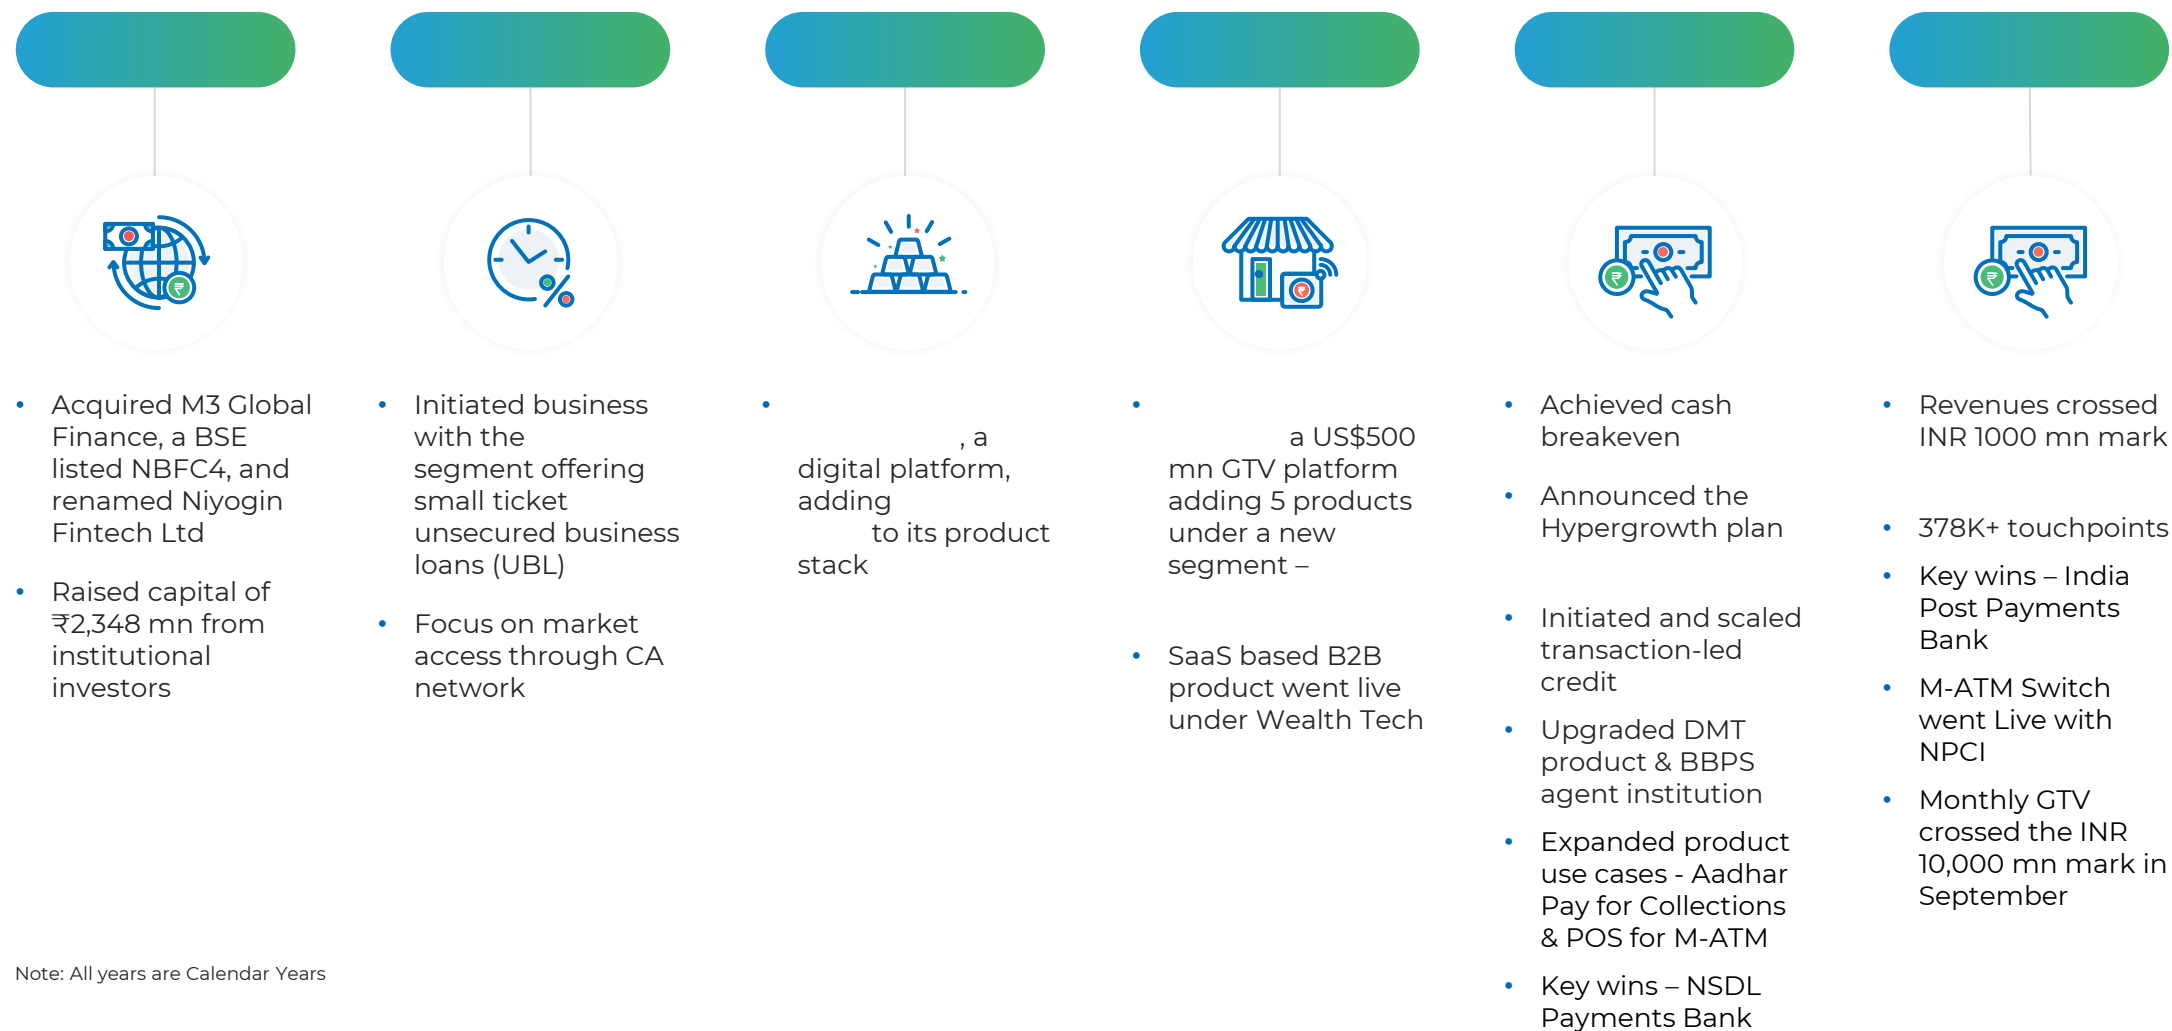 • Acquired M3 Global
Finance, a BSE
listed NBFC4, and
renamed Niyogin
Fintech Ltd
• Raised capital of
₹2,348 mn from
institutional
investors
• Initiated business
with the
segment offering
small ticket
unsecured business
loans (UBL)
• Focus on market
access through CA
network
•
, a
digital platform,
adding
to its product
stack
•
a US$500
mn GTV platform
adding 5 products
under a new
segment –
• SaaS based B2B
product went live
under Wealth Tech
• Achieved cash
breakeven
• Announced the
Hypergrowth plan
• Initiated and scaled
transaction-led
credit
• Upgraded DMT
product & BBPS
agent institution
• Expanded product
use cases - Aadhar
Pay for Collections
& POS for M-ATM
• Key wins – NSDL
Payments Bank
• Revenues crossed
INR 1000 mn mark
• 378K+ touchpoints
• Key wins – India
Post Payments
Bank
• M-ATM Switch
went Live with
NPCI
• Monthly GTV
crossed the INR
10,000 mn mark in
September
Note: All years are Calendar Years